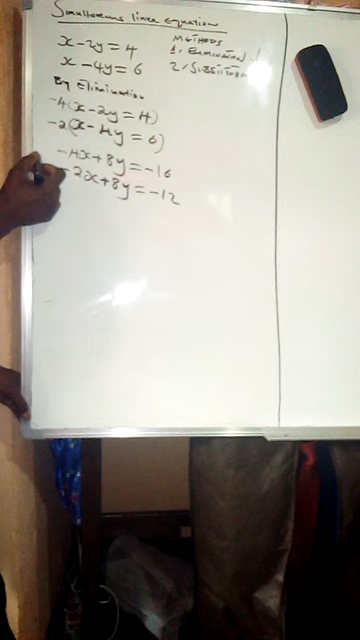 Simultaneous linear equation
METHODS
x - 2y = 4
1. Elimination
x - 4y = 6
2. Substitution
By Elimination
-4(x - 2y = 4)
-2(x - 4y = 6)
-4x + 8y = -16
-2x + 8y = -12